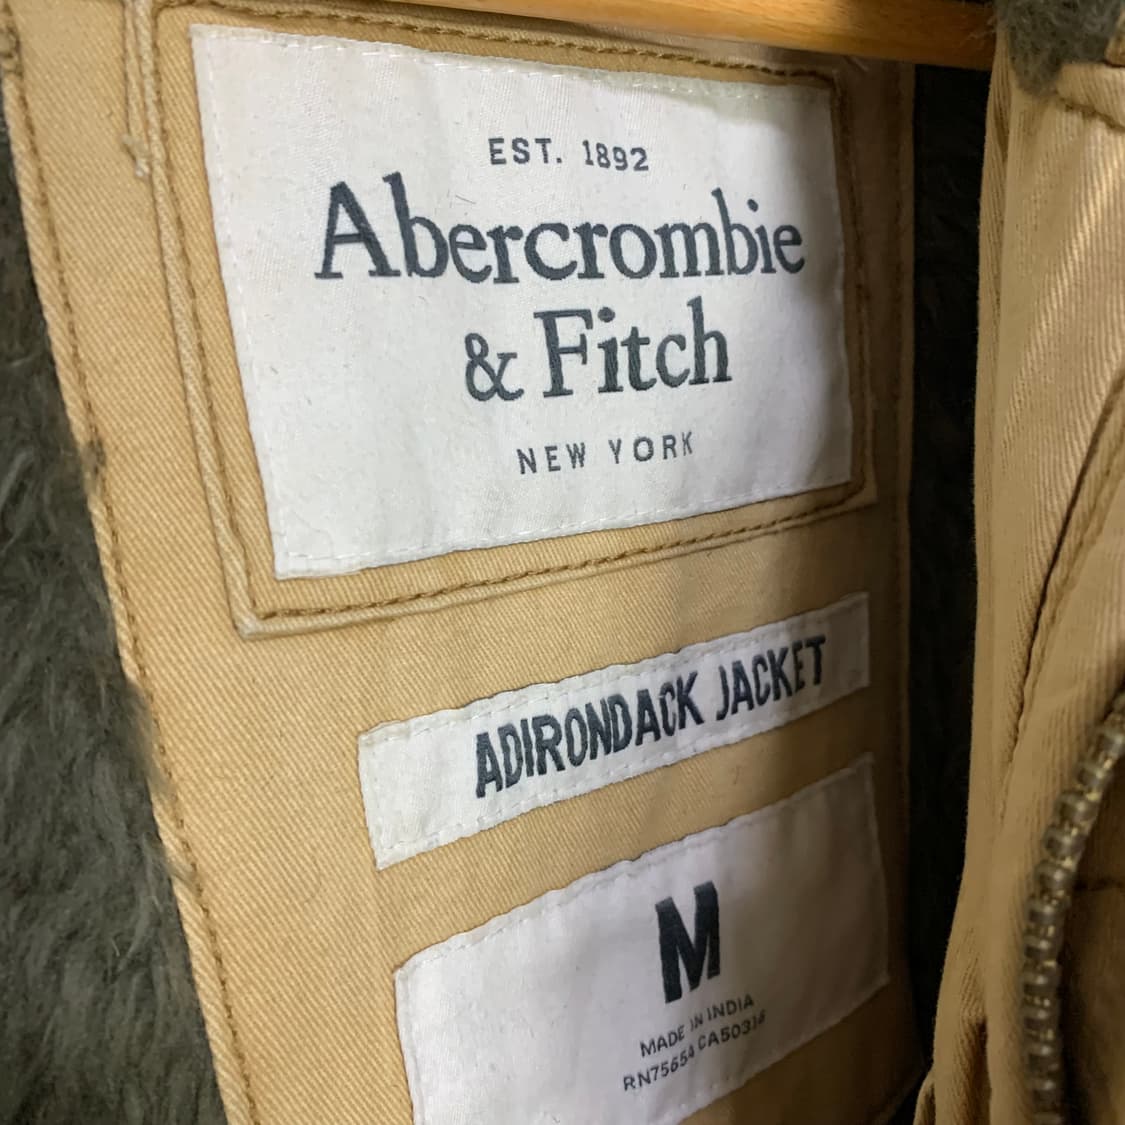 EST. 1892
Abercrombie
& Fitch
NEW YORK
ADIRONDACK JACKET
M
MADE IN INDIA
RN75654 CA50316